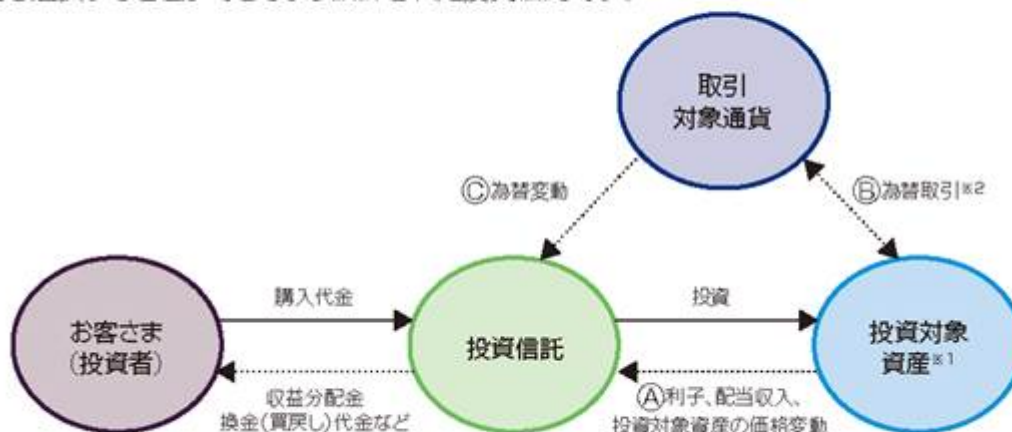 取引
対象通貨
Ⓒ為替変動
Ⓑ為替取引※2
購入代金
投資
お客さま
(投資者)
投資信託
投資対象
資産※1
収益分配金
換金(買戻し)代金など
Ⓐ利子、配当収入、
投資対象資産の価格変動